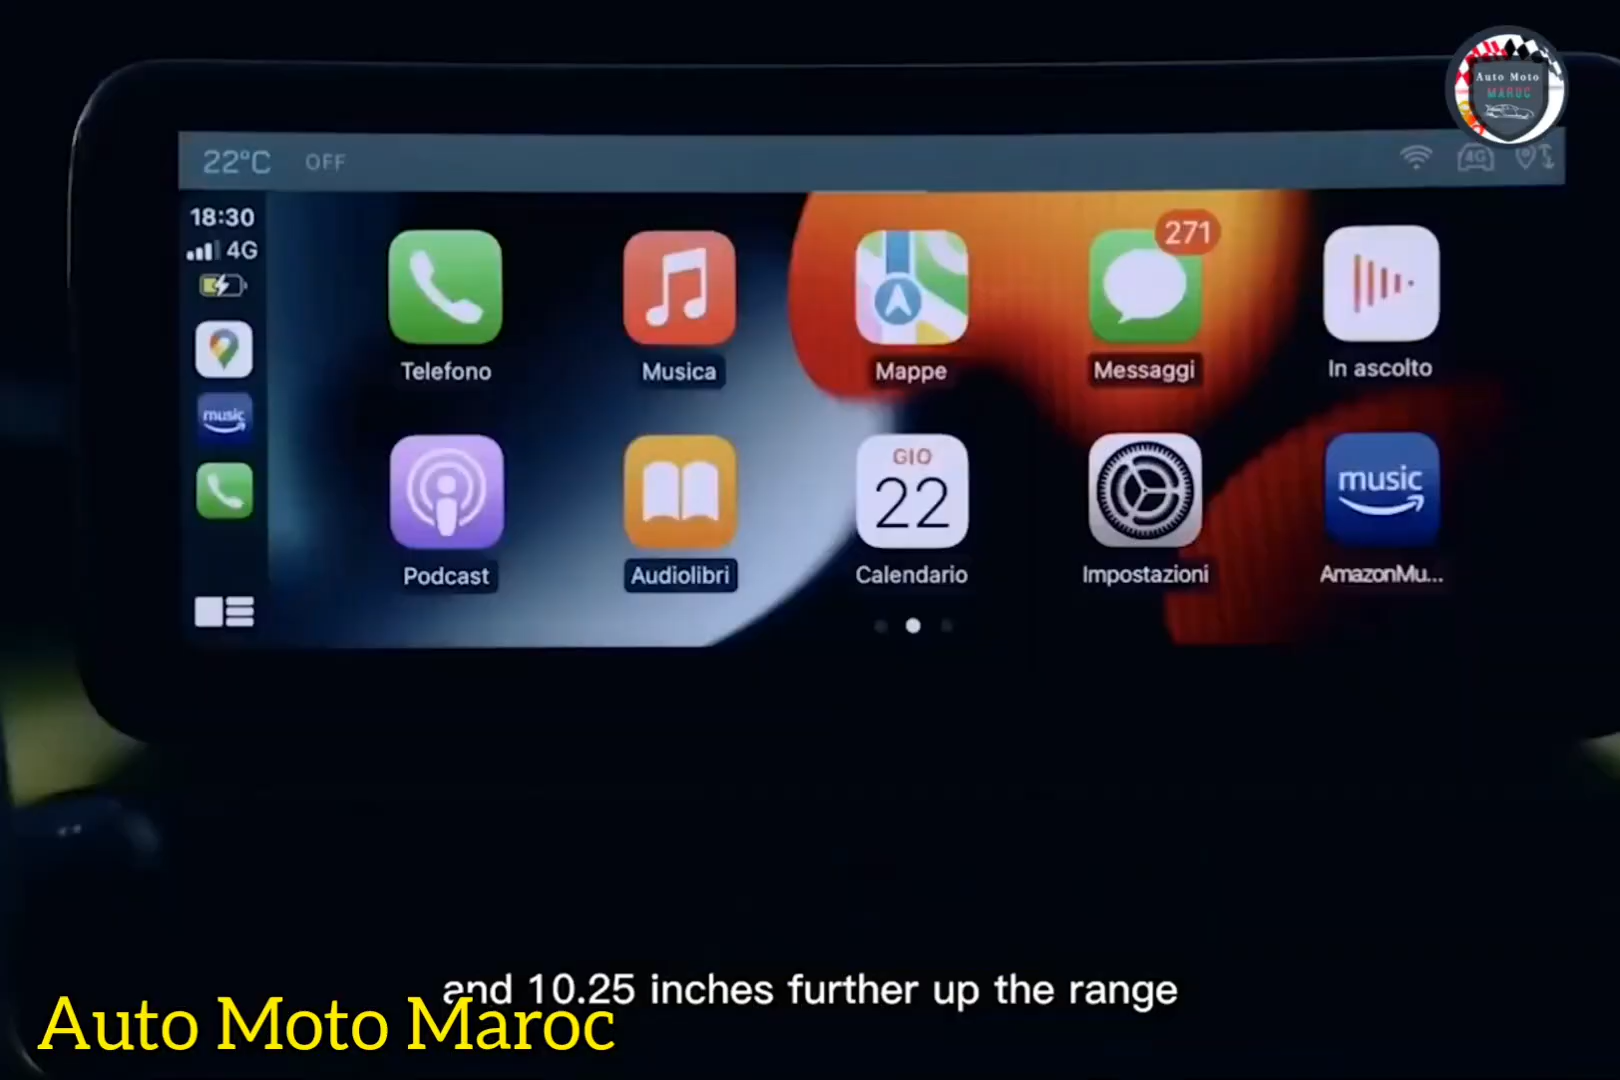 Auto Moto
MAROC
22°C OFF
4G
18:30
4G
271
Telefono
Musica
Mappe
Messaggi
In ascolto
music
GIO
22
music
Podcast
Audiolibri
Calendario
Impostazioni
AmazonMu...
and 10.25 inches further up the range
Auto Moto Maroc